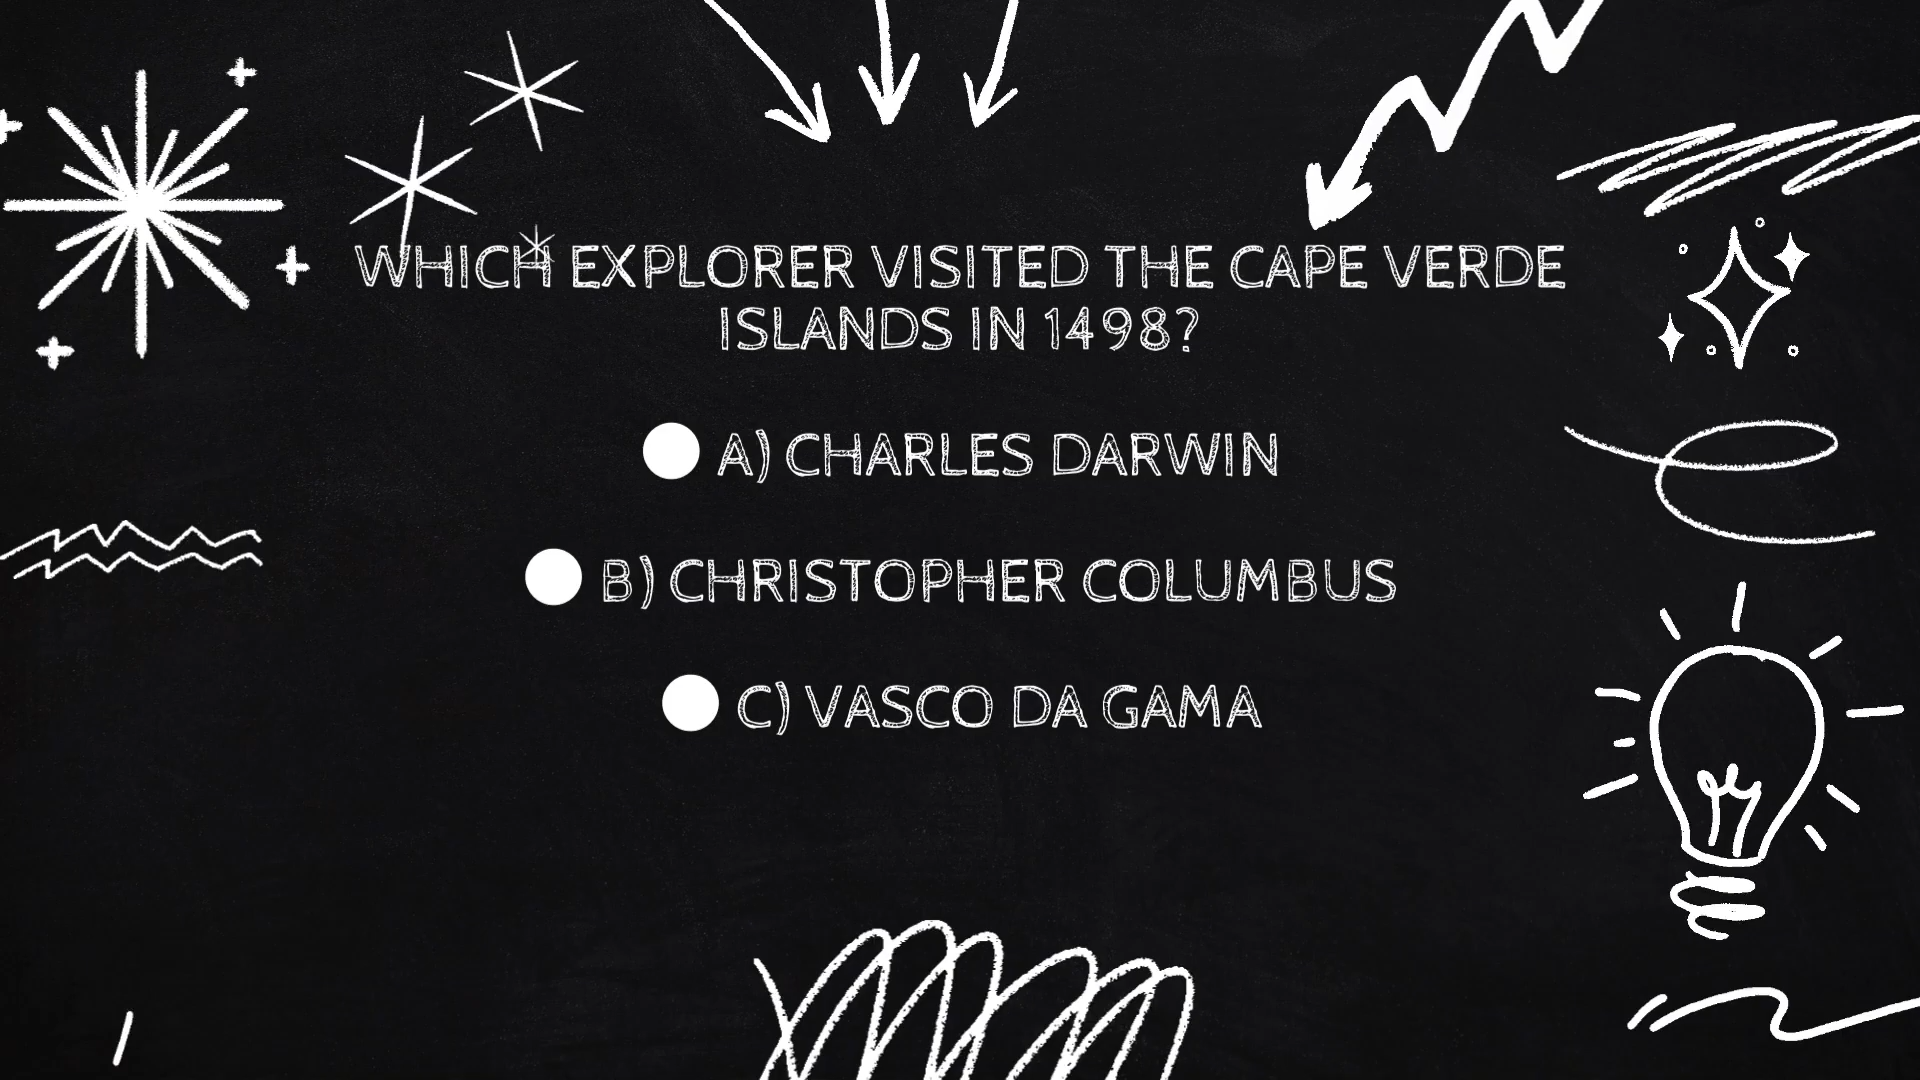 WHICH EXPLORER VISITED THE CAPE VERDE
ISLANDS IN 1498?
A) CHARLES DARWIN
B) CHRISTOPHER COLUMBUS
C) VASCO DA GAMA